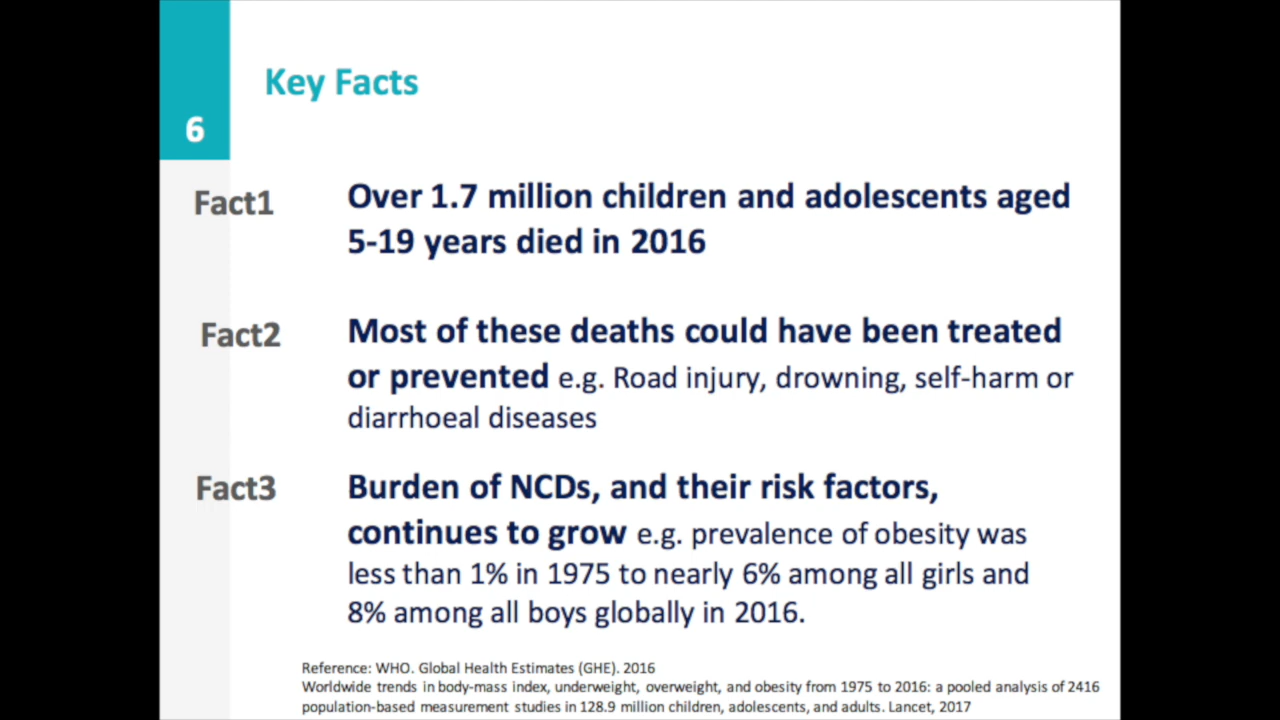 Key Facts
6
Fact1
Over 1.7 million children and adolescents aged
5-19 years died in 2016
Fact2
Most of these deaths could have been treated
or prevented e.g. Road injury, drowning, self-harm or
diarrhoeal diseases
Fact3
Burden of NCDs, and their risk factors,
continues to grow e.g. prevalence of obesity was
less than 1% in 1975 to nearly 6% among all girls and
8% among all boys globally in 2016.
Reference: WHO. Global Health Estimates (GHE). 2016
Worldwide trends in body-mass index, underweight, overweight, and obesity from 1975 to 2016: a pooled analysis of 2416
population-based measurement studies in 128.9 million children, adolescents, and adults. Lancet, 2017